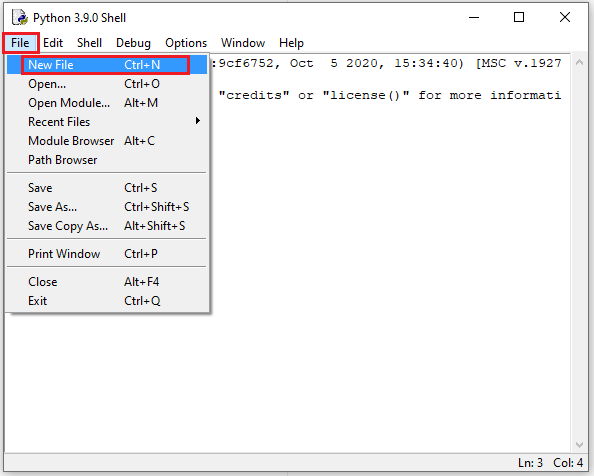 Python 3.9.0 Shell
File Edit Shell Debug Options Window Help
New File Ctrl+N
:9cf6752, Oct 5 2020, 15:34:40) [MSC v.1927
Open... Ctrl+O
"credits" or "license()" for more informati
Open Module... Alt+M
Recent Files
Module Browser Alt+C
Path Browser
Save Ctrl+S
Save As... Ctrl+Shift+S
Save Copy As... Alt+Shift+S
Print Window Ctrl+P
Close Alt+F4
Exit Ctrl+Q
Ln: 3 Col: 4